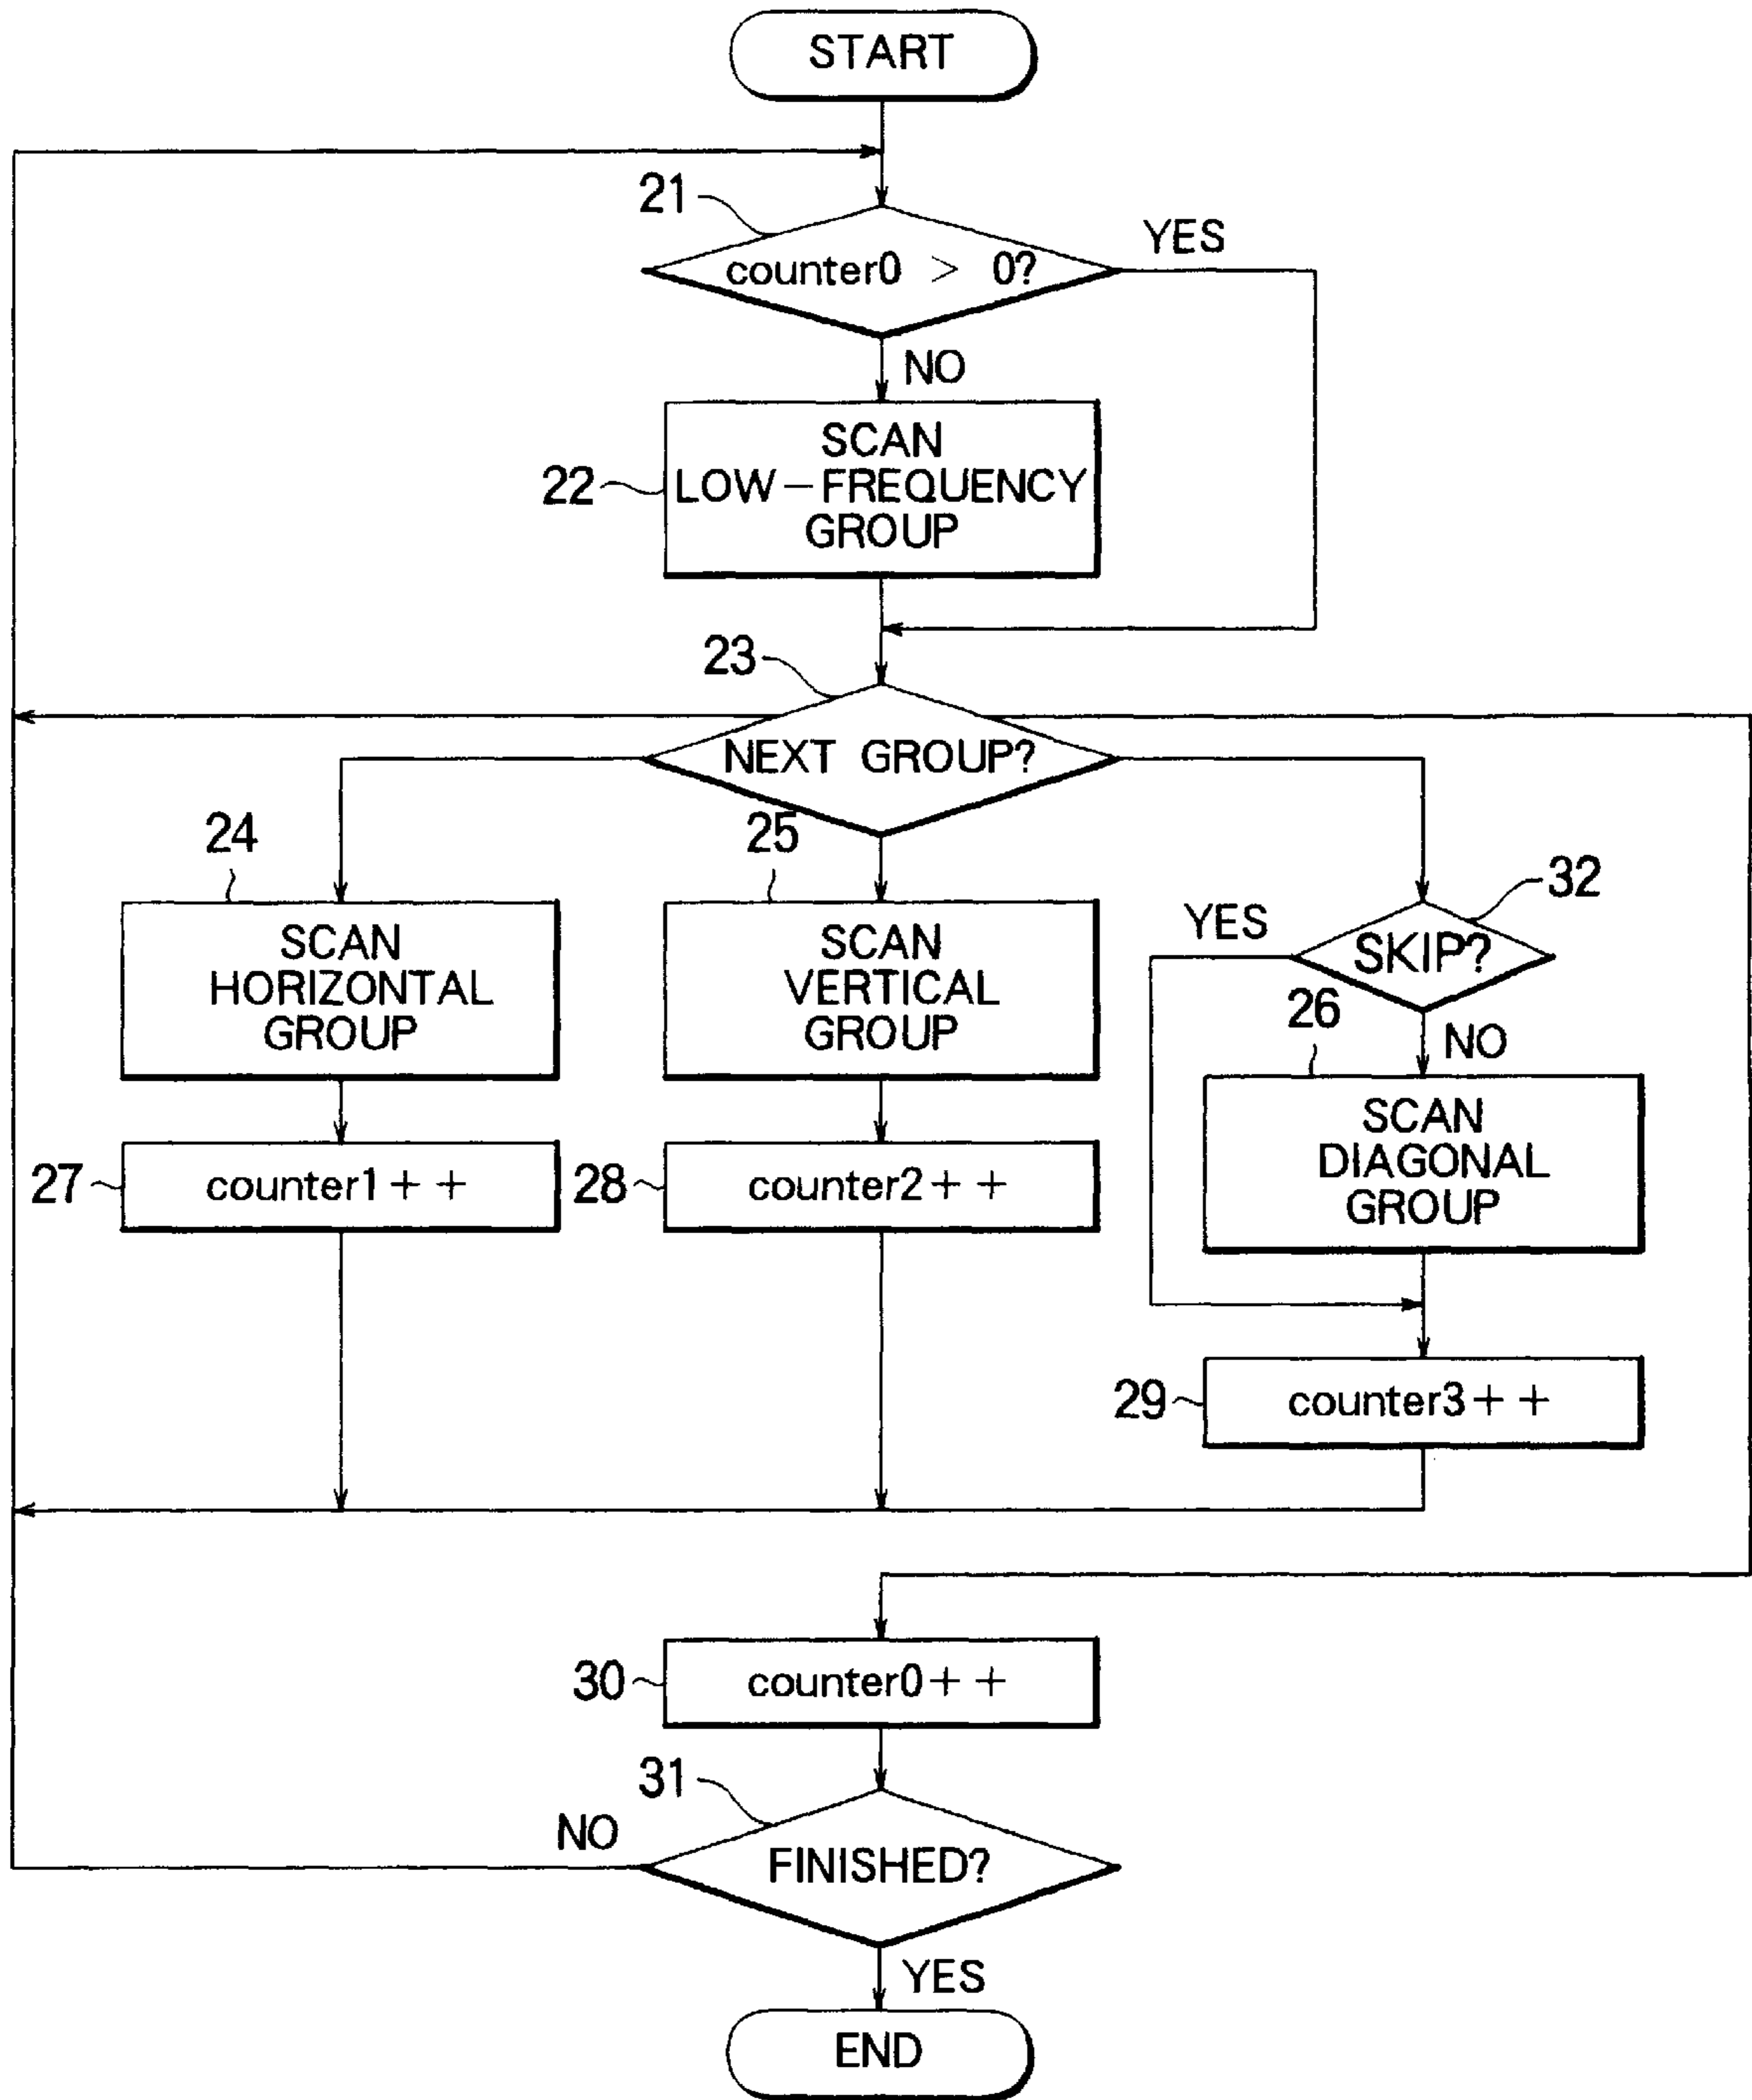 START
21
YES
counter0 > 0?
NO
SCAN
LOW-FREQUENCY
GROUP
22
23
NEXT GROUP?
24
25
32
SCAN
HORIZONTAL
GROUP
SCAN
VERTICAL
GROUP
YES
SKIP?
26
NO
SCAN
DIAGONAL
GROUP
27
counter1++
28
counter2++
29
counter3++
30
counter0++
31
NO
FINISHED?
YES
END